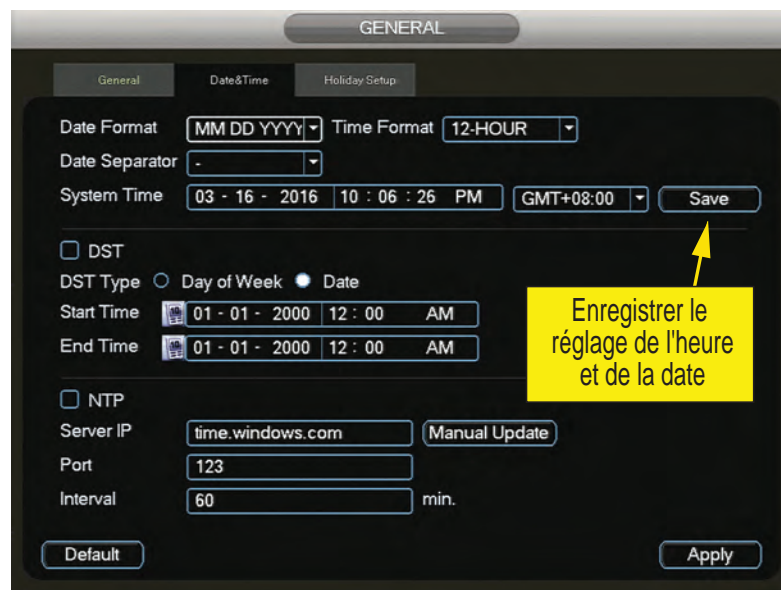 GENERAL
General Date&Time Holiday Setup
Date Format MM DD YYYY Time Format 12-HOUR
Date Separator -
System Time 03 - 16 - 2016 10 : 06 : 26 PM GMT+08:00 Save
DST
DST Type Day of Week Date
Start Time 01 - 01 - 2000 12 : 00 AM
End Time 01 - 01 - 2000 12 : 00 AM
Enregistrer le
réglage de l'heure
et de la date
NTP
Server IP time.windows.com Manual Update
Port 123
Interval 60 min.
Default Apply